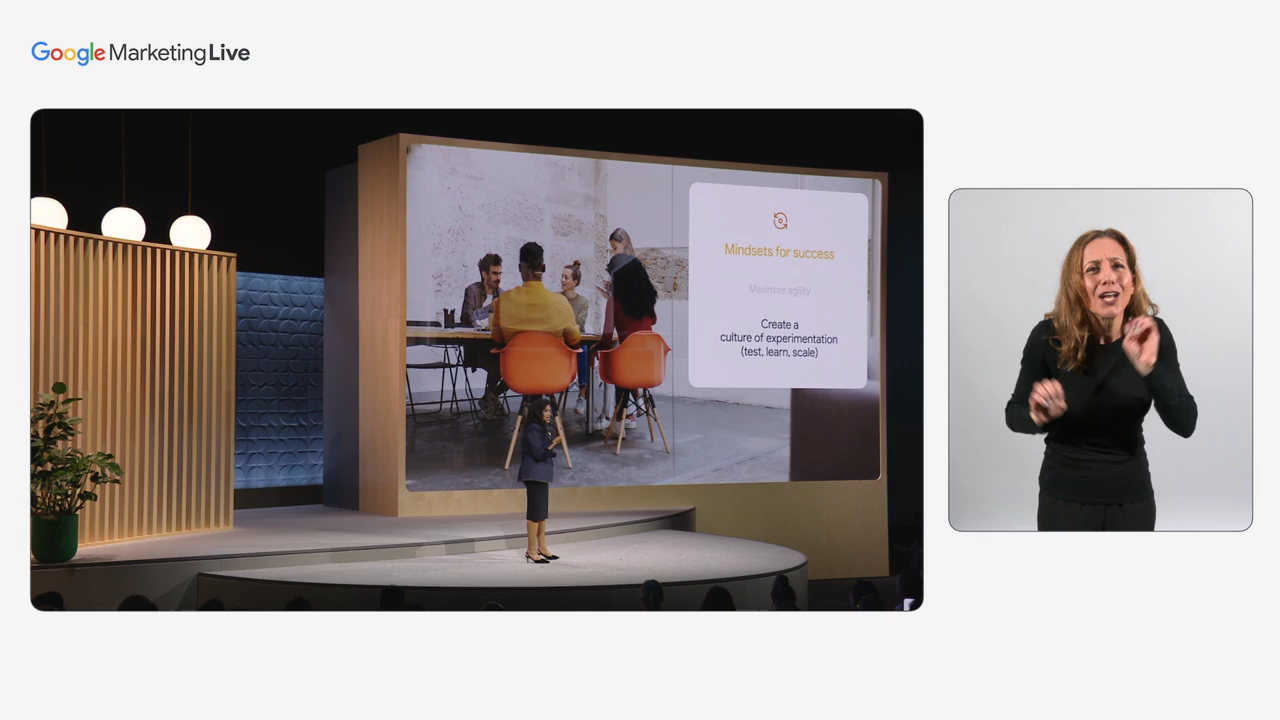 Google Marketing Live
Mindsets for success
Maximize agility
Create a
culture of experimentation
(test, learn, scale)